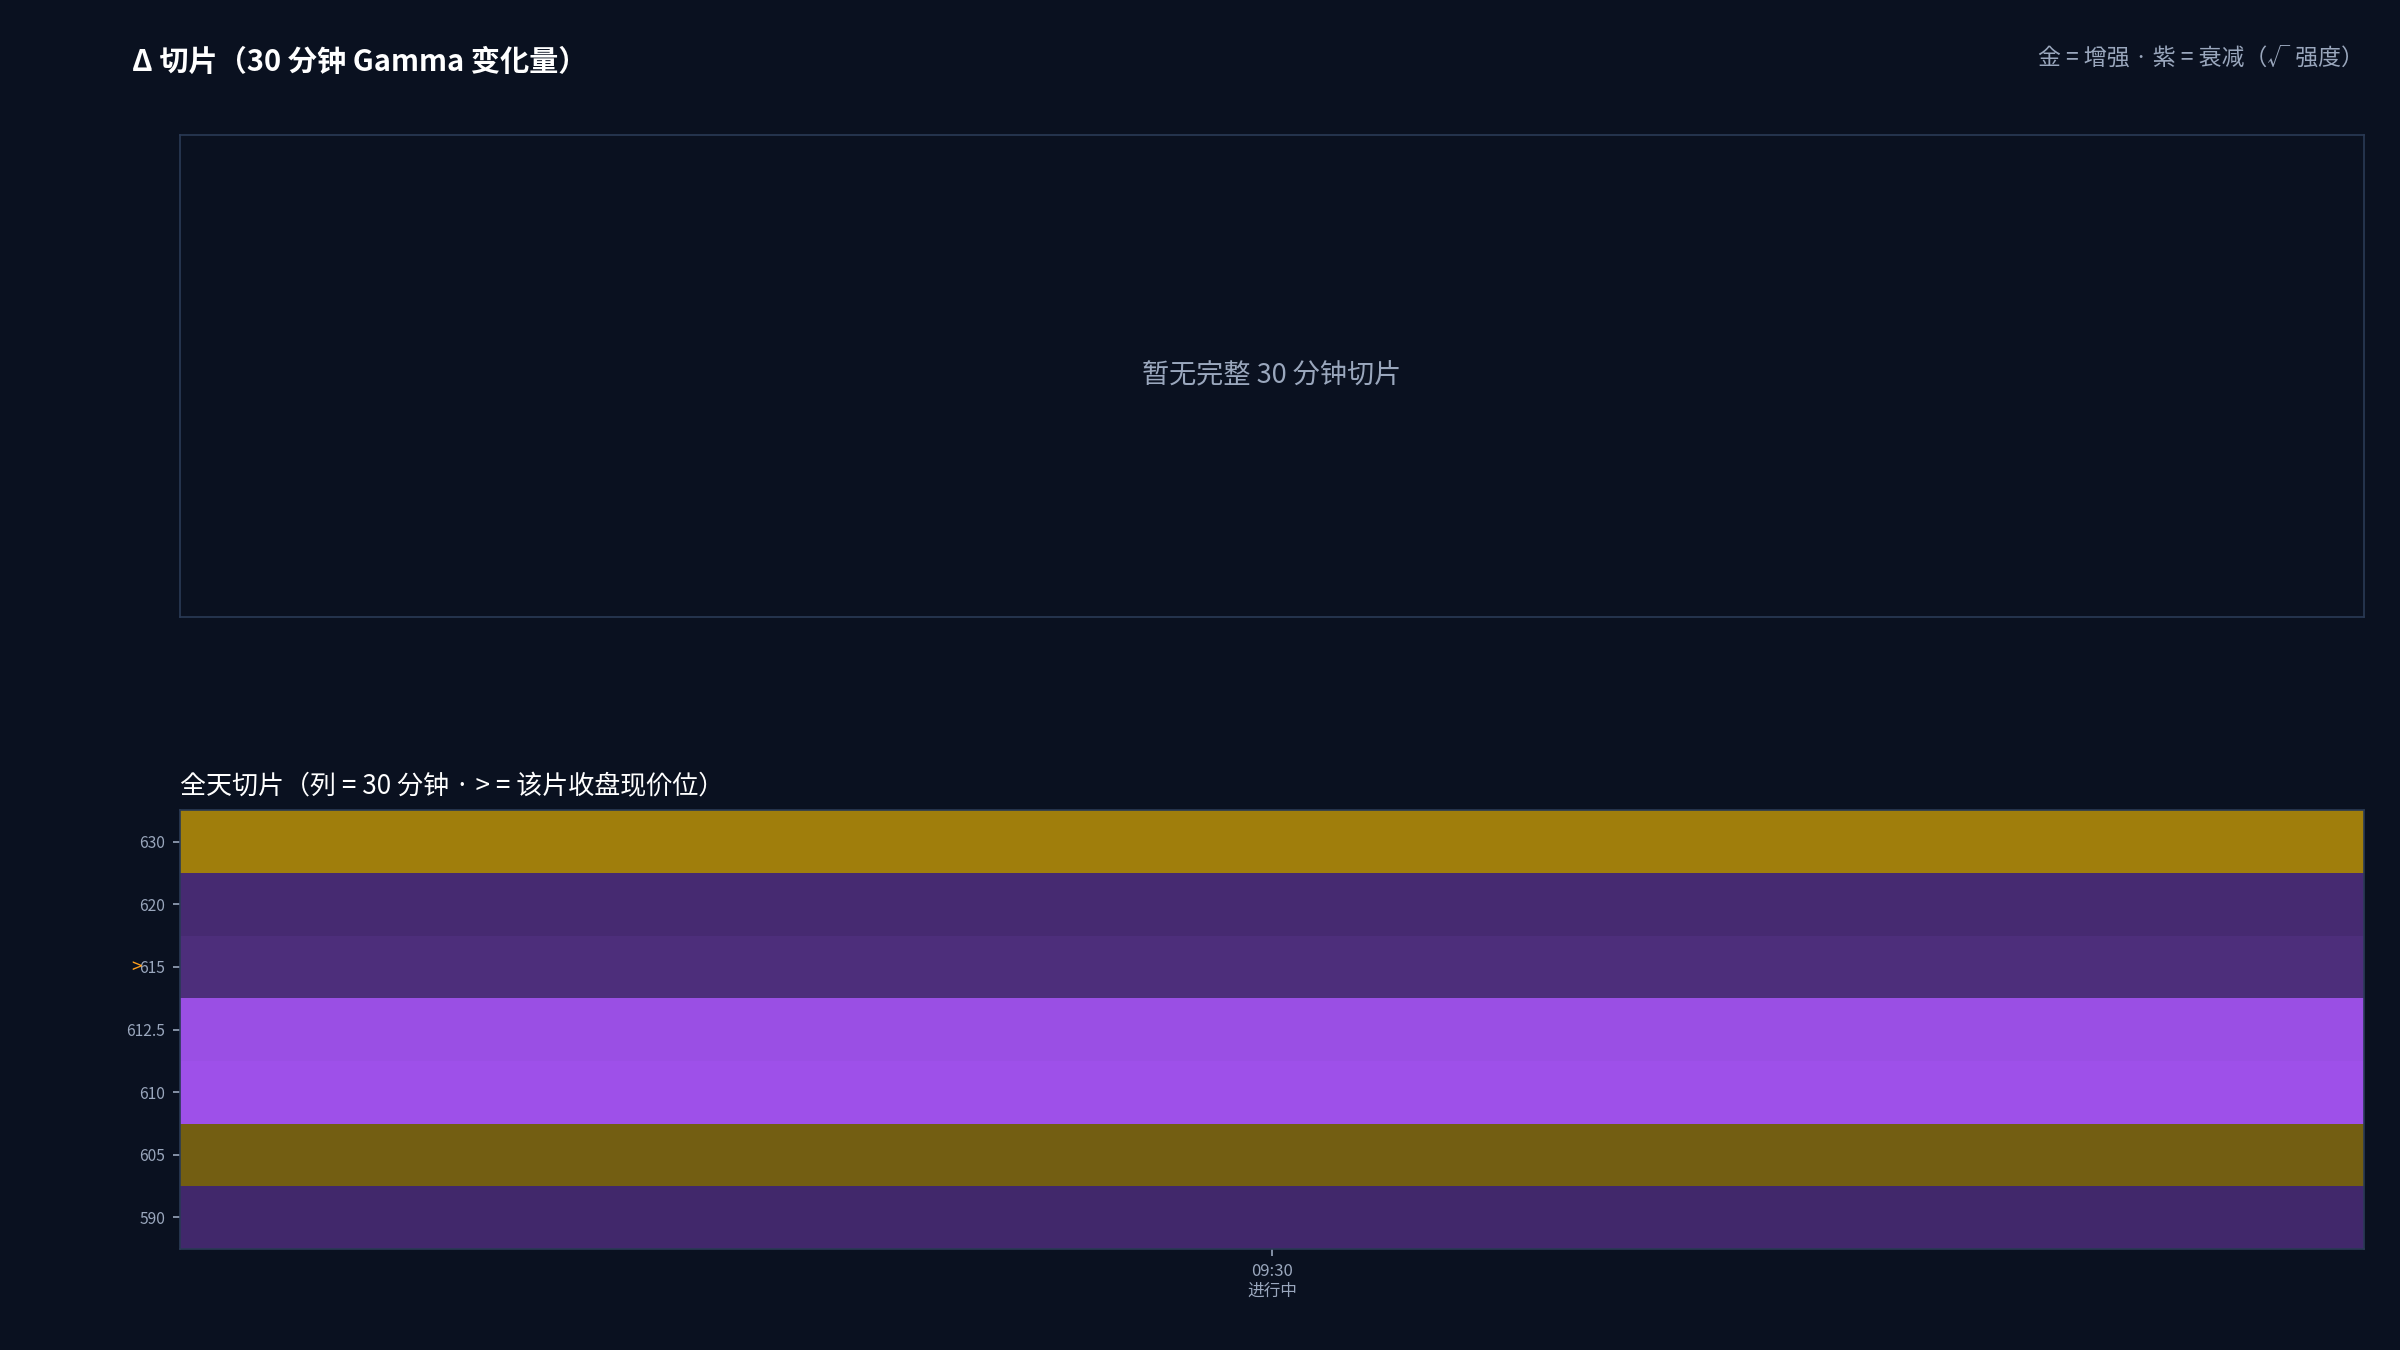 Δ 切片（30 分钟 Gamma 变化量）
金 = 增强 · 紫 = 衰减（√ 强度）
暂无完整 30 分钟切片
全天切片（列 = 30 分钟 · > = 该片收盘现价位）
630
620
>615
612.5
610
605
590
09:30
进行中